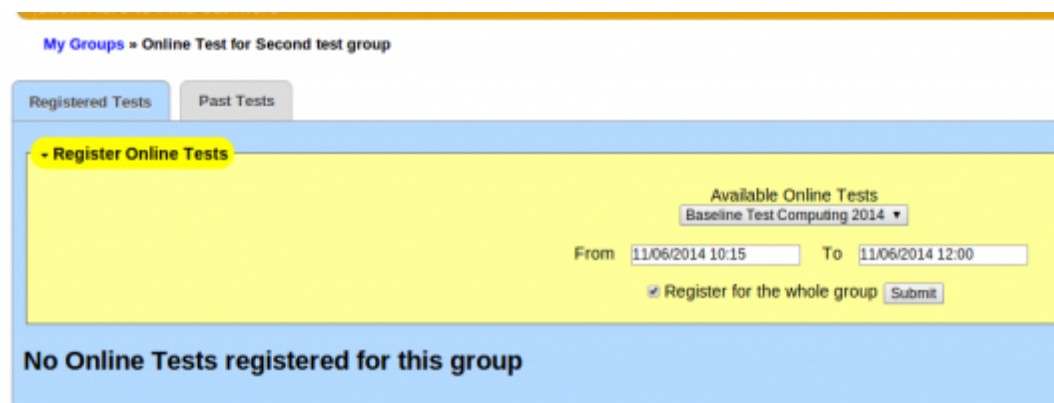 My Groups » Online Test for Second test group
Registered Tests Past Tests
Register Online Tests
Available Online Tests
Baseline Test Computing 2014
From 11/06/2014 10:15 To 11/06/2014 12:00
Register for the whole group Submit
No Online Tests registered for this group